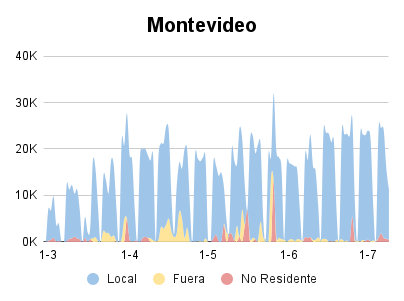 Montevideo
40K
30K
20K
10K
0K
1-3 1-4 1-5 1-6 1-7
Local Fuera No Residente